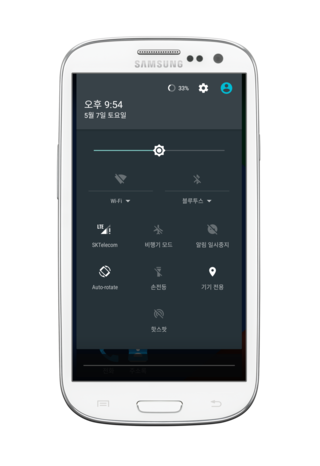 SAMSUNG
33%
오후 9:54
5월 7일 토요일
Wi-Fi
블루투스
LTE
SKTelecom
비행기 모드
알림 일시중지
Auto-rotate
손전등
기기 전용
핫스팟